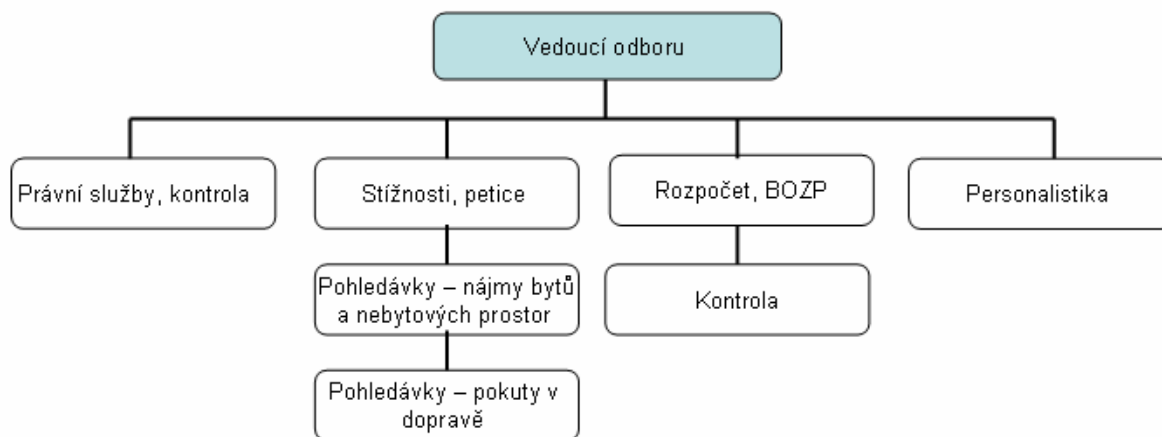 Vedoucí odboru
Právní služby, kontrola
Stížnosti, petice
Rozpočet, BOZP
Personalistika
Pohledávky – nájmy bytů
a nebytových prostor
Kontrola
Pohledávky – pokuty v
dopravě